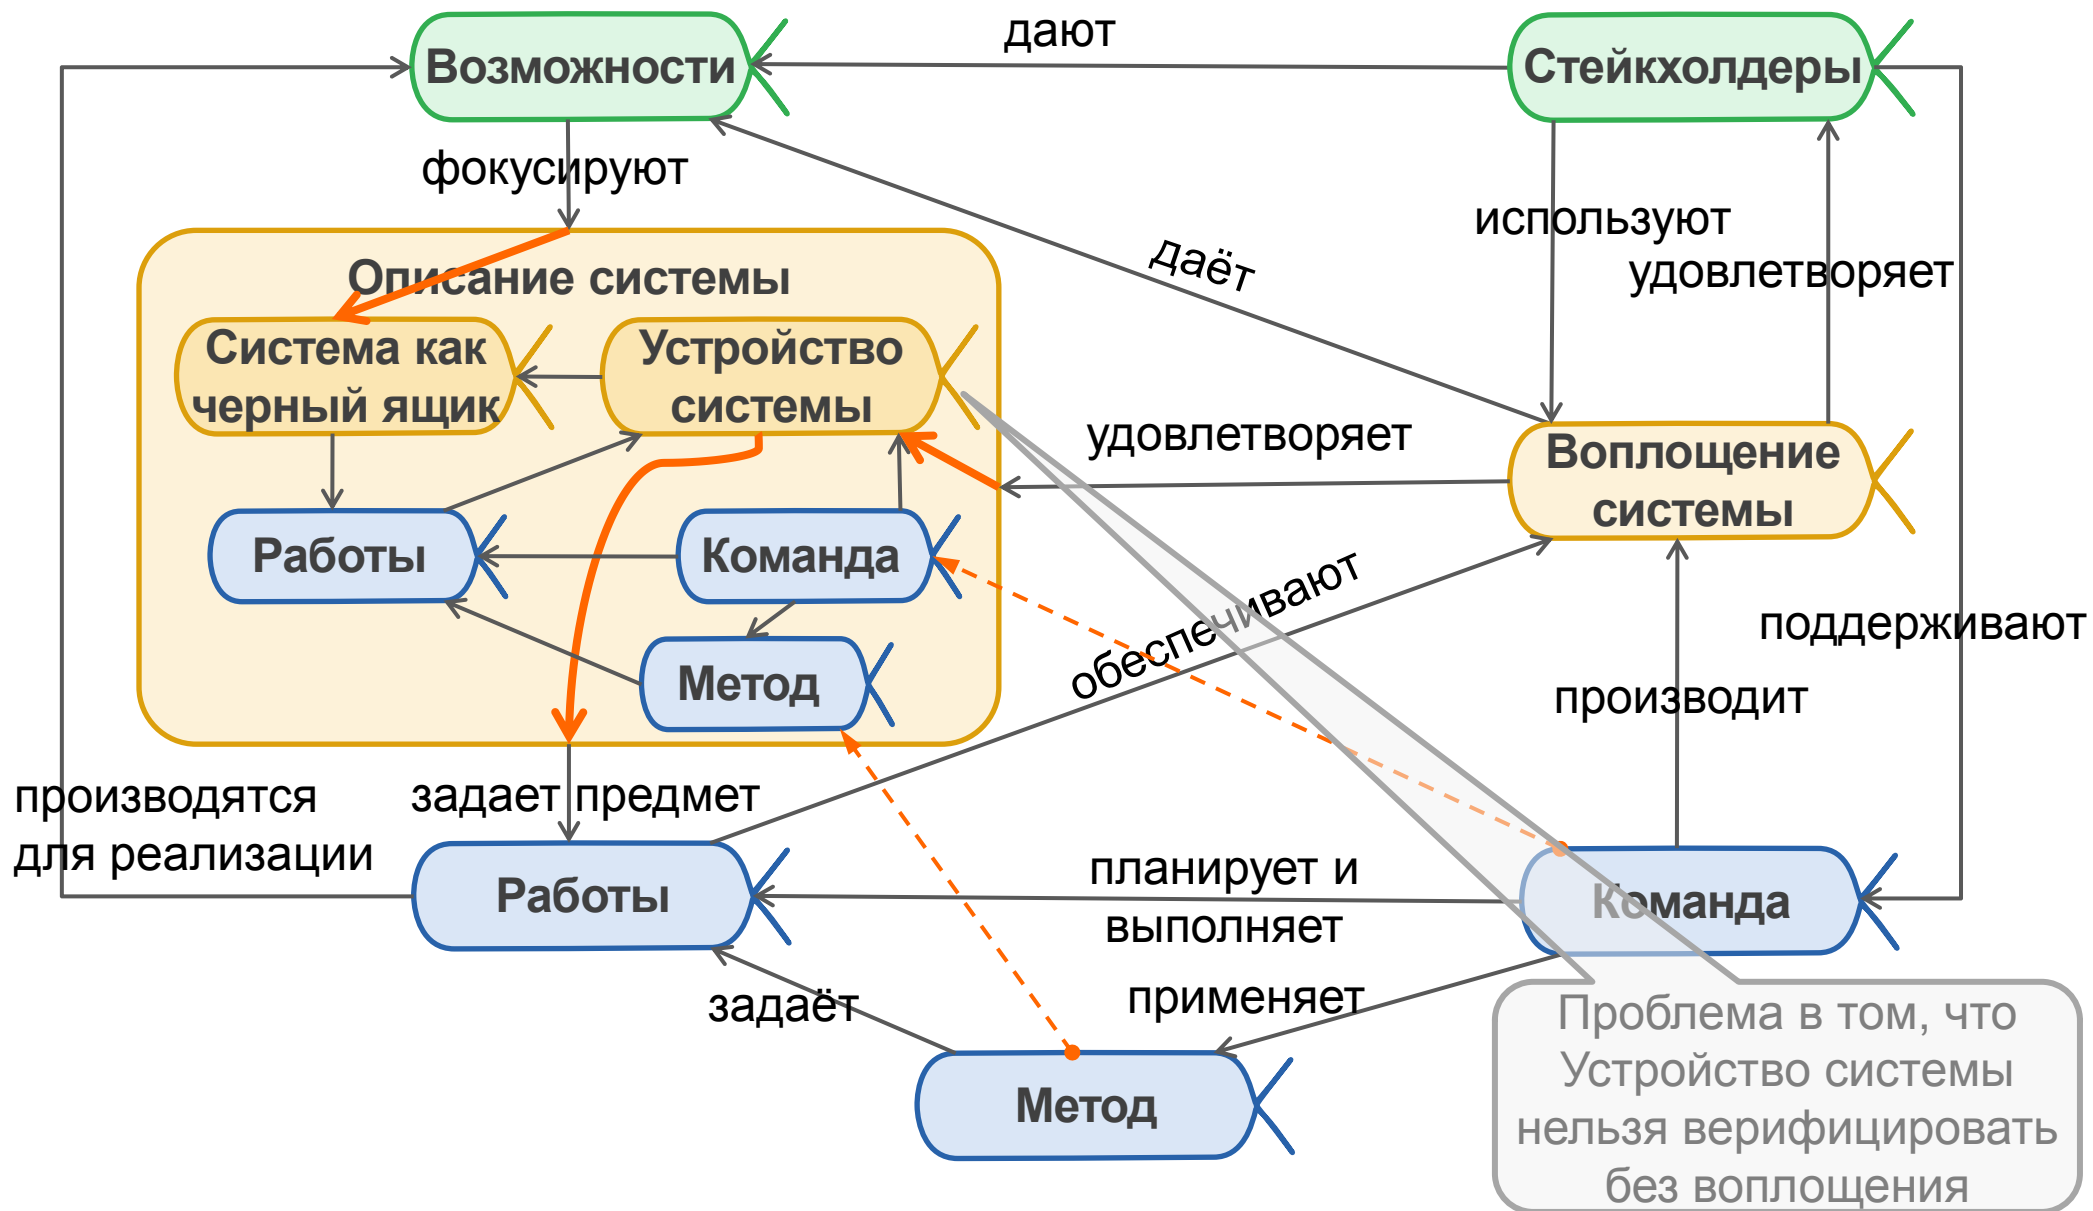 дают
Возможности
Стейкхолдеры
фокусируют
используют
удовлетворяет
даёт
Описание системы
Система как
черный ящик
Устройство
системы
удовлетворяет
Воплощение
системы
Работы
Команда
обеспечивают
поддерживают
Метод
производит
производятся
для реализации
задает предмет
планирует и
выполняет
Работы
Команда
задаёт
применяет
Метод
Проблема в том, что
Устройство системы
нельзя верифицировать
без воплощения